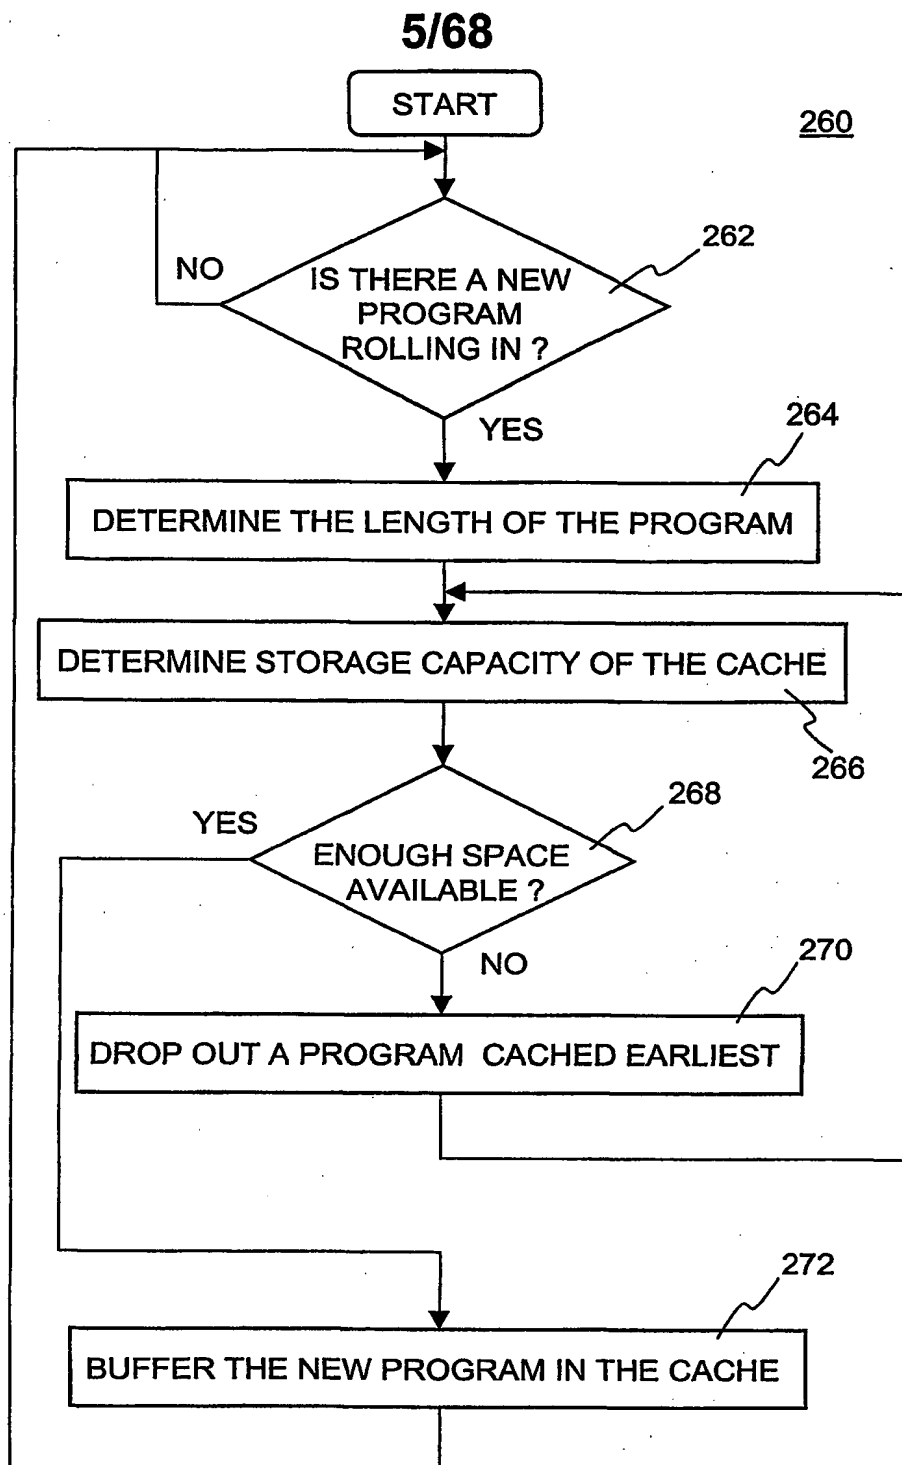 5/68
START
260
262
NO
IS THERE A NEW
PROGRAM
ROLLING IN ?
YES
264
DETERMINE THE LENGTH OF THE PROGRAM
DETERMINE STORAGE CAPACITY OF THE CACHE
266
268
YES
ENOUGH SPACE
AVAILABLE ?
NO
270
DROP OUT A PROGRAM CACHED EARLIEST
272
BUFFER THE NEW PROGRAM IN THE CACHE